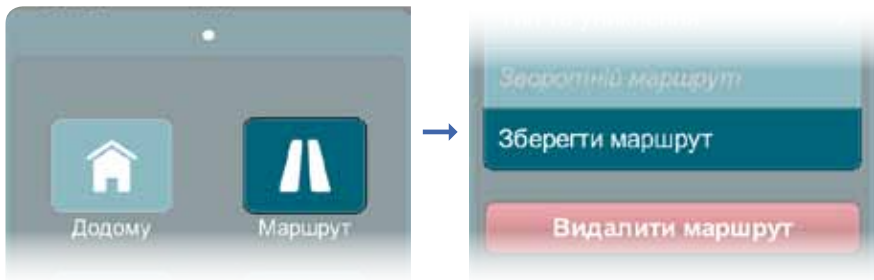 Додому
Маршрут
Зворотній маршрут
Зберегти маршрут
Видалити маршрут